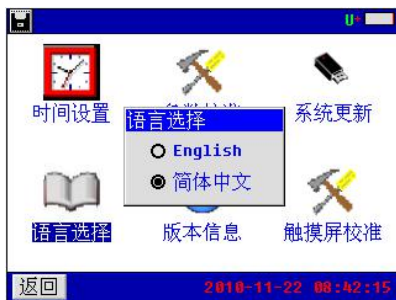 U+
时间设置
系统更新
语言选择
English
简体中文
语言选择
版本信息
触摸屏校准
返回
2010-11-22 08:42:15